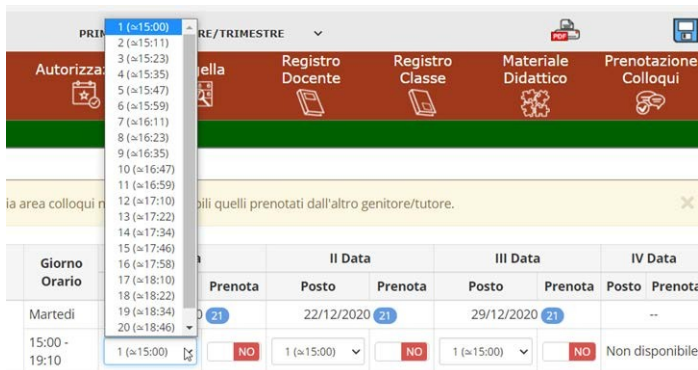 RE/TRIMESTRE
PDF
Registro Docente
Registro Classe
Materiale Didattico
Prenotazione Colloqui
1 (≃15:00)
2 (≃15:11)
3 (≃15:23)
4 (≃15:35)
5 (≃15:47)
6 (≃15:59)
7 (≃16:11)
8 (≃16:23)
9 (≃16:35)
10 (≃16:47)
11 (≃16:59)
12 (≃17:10)
13 (≃17:22)
14 (≃17:34)
15 (≃17:46)
16 (≃17:58)
17 (≃18:10)
18 (≃18:22)
19 (≃18:34)
20 (≃18:46)
area colloqui
quelli prenotati dall'altro genitore/tutore.
Giorno Orario
II Data
III Data
IV Data
Prenota
Posto
Prenota
Posto
Prenota
Posto
Martedì
21
22/12/2020 21
29/12/2020 21
--
15:00 - 19:10
1 (≃15:00)
NO
1 (≃15:00)
NO
1 (≃15:00)
NO
Non disponibile